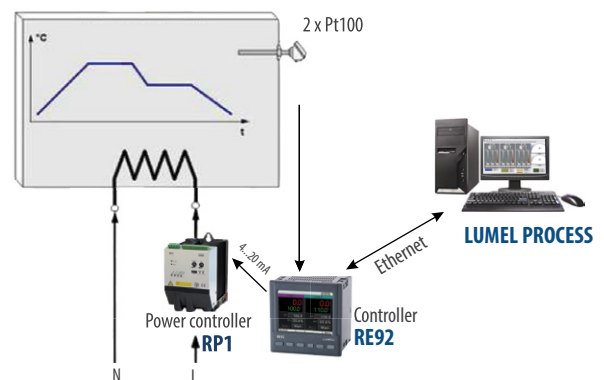 °C
2 x Pt100
t
LUMEL PROCESS
Ethernet
4...20 mA
Power controller
RP1
Controller
RE92
N
L